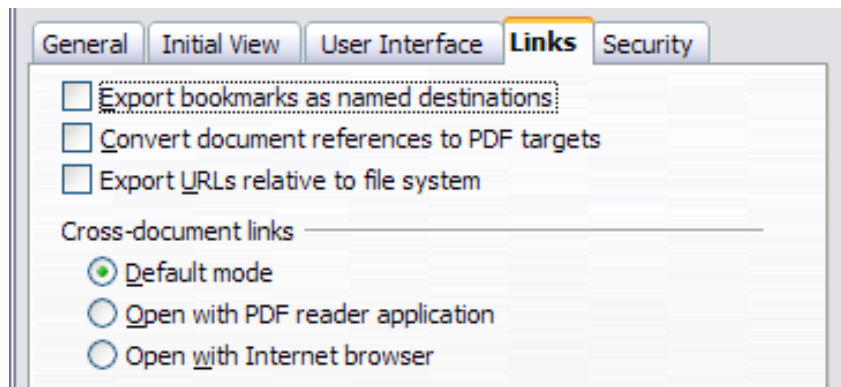 General Initial View User Interface Links Security
Export bookmarks as named destinations
Convert document references to PDF targets
Export URLs relative to file system
Cross-document links
Default mode
Open with PDF reader application
Open with Internet browser